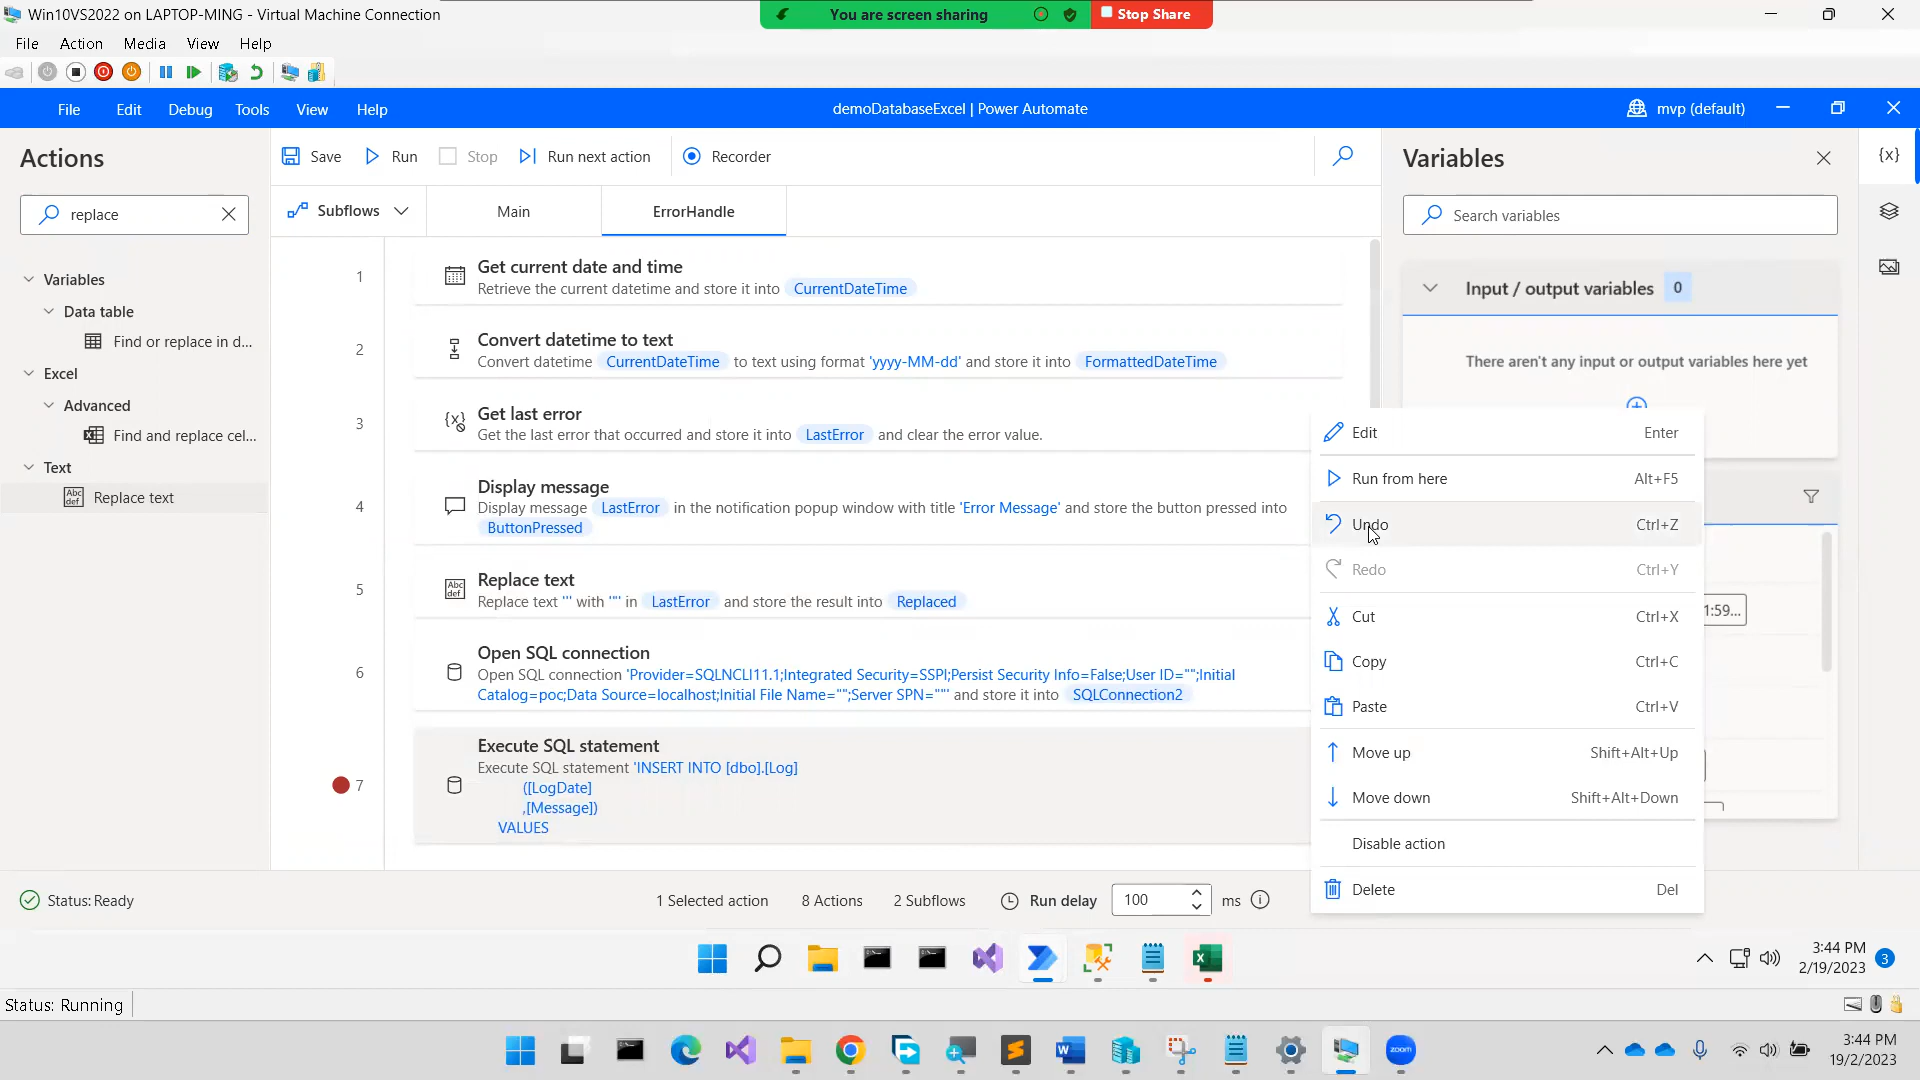 Win10VS2022 on LAPTOP-MING - Virtual Machine Connection
You are screen sharing
Stop Share
File Action Media View Help
File Edit Debug Tools View Help
demoDatabaseExcel | Power Automate
mvp (default)
Actions
replace
Variables
Data table
Find or replace in d...
Excel
Advanced
Find and replace cel...
Text
Abc def Replace text
Save Run Stop Run next action Recorder
Subflows Main ErrorHandle
1
Get current date and time
Retrieve the current datetime and store it into CurrentDateTime
2
Convert datetime to text
Convert datetime CurrentDateTime to text using format 'yyyy-MM-dd' and store it into FormattedDateTime
3
Get last error
Get the last error that occurred and store it into LastError and clear the error value.
4
Display message
Display message LastError in the notification popup window with title 'Error Message' and store the button pressed into
ButtonPressed
5
Abc def
Replace text
Replace text ''' with '''' in LastError and store the result into Replaced
6
Open SQL connection
Open SQL connection 'Provider=SQLNCLI11.1;Integrated Security=SSPI;Persist Security Info=False;User ID="";Initial
Catalog=poc;Data Source=localhost;Initial File Name="";Server SPN=""' and store it into SQLConnection2
7
Execute SQL statement
Execute SQL statement 'INSERT INTO [dbo].[Log]
([LogDate]
,[Message])
VALUES
Variables
{x}
Search variables
Input / output variables 0
There aren't any input or output variables here yet
1:59...
Edit Enter
Run from here Alt+F5
Undo Ctrl+Z
Redo Ctrl+Y
Cut Ctrl+X
Copy Ctrl+C
Paste Ctrl+V
Move up Shift+Alt+Up
Move down Shift+Alt+Down
Disable action
Delete Del
Status: Ready
1 Selected action 8 Actions 2 Subflows Run delay 100 ms
3:44 PM
2/19/2023
3
Status: Running
zoom
3:44 PM
19/2/2023